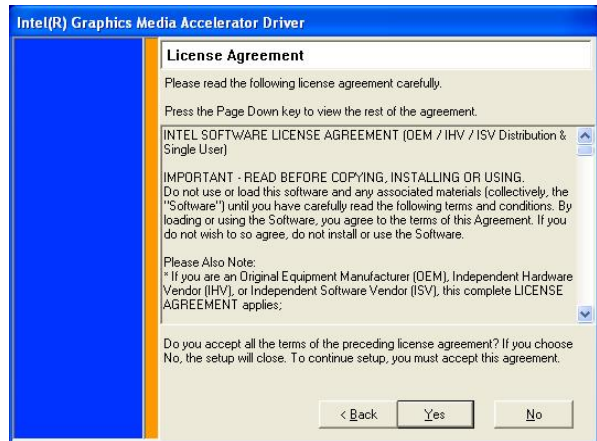 Intel(R) Graphics Media Accelerator Driver
License Agreement
Please read the following license agreement carefully.
Press the Page Down key to view the rest of the agreement.
INTEL SOFTWARE LICENSE AGREEMENT (OEM / IHV / ISV Distribution &
Single User)
IMPORTANT - READ BEFORE COPYING, INSTALLING OR USING.
Do not use or load this software and any associated materials (collectively, the
"Software") until you have carefully read the following terms and conditions. By
loading or using the Software, you agree to the terms of this Agreement. If you
do not wish to so agree, do not install or use the Software.
Please Also Note:
* If you are an Original Equipment Manufacturer (OEM), Independent Hardware
Vendor (IHV), or Independent Software Vendor (ISV), this complete LICENSE
AGREEMENT applies;
Do you accept all the terms of the preceding license agreement? If you choose
No, the setup will close. To continue setup, you must accept this agreement.
< Back Yes No